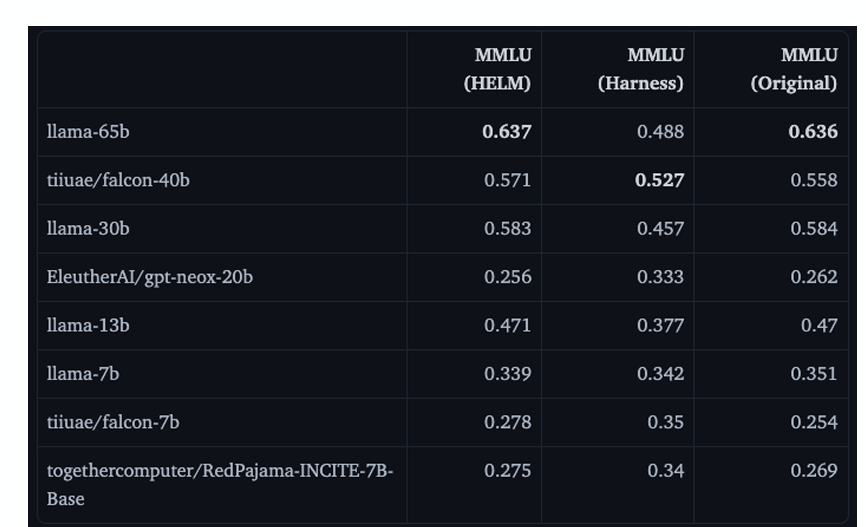 MMLU MMLU MMLU
(HELM) (Harness) (Original)
llama-65b 0.637 0.488 0.636
tiiuae/falcon-40b 0.571 0.527 0.558
llama-30b 0.583 0.457 0.584
EleutherAI/gpt-neox-20b 0.256 0.333 0.262
llama-13b 0.471 0.377 0.47
llama-7b 0.339 0.342 0.351
tiiuae/falcon-7b 0.278 0.35 0.254
togethercomputer/RedPajama-INCITE-7B- 0.275 0.34 0.269
Base